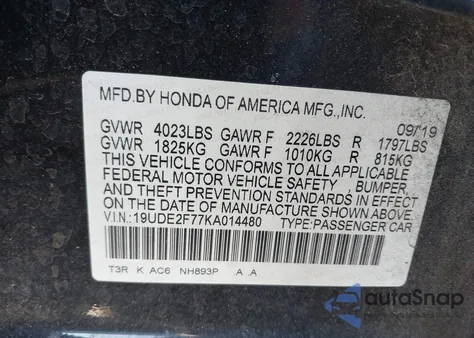 MFD.BY HONDA OF AMERICA MFG.,INC.
09/19
GVWR 4023LBS GAWR F 2226LBS R 1797LBS
GVWR 1825KG GAWR F 1010KG R 815KG
THIS VEHICLE CONFORMS TO ALL APPLICABLE
FEDERAL MOTOR VEHICLE SAFETY , BUMPER,
AND THEFT PREVENTION STANDARDS IN EFFECT
ON THE DATE OF MANUFACTURE SHOWN ABOVE.
V.I.N: 19UDE2F77KA014480 TYPE:PASSENGER CAR
T3R K AC6 NH893P A .A
autoSnap